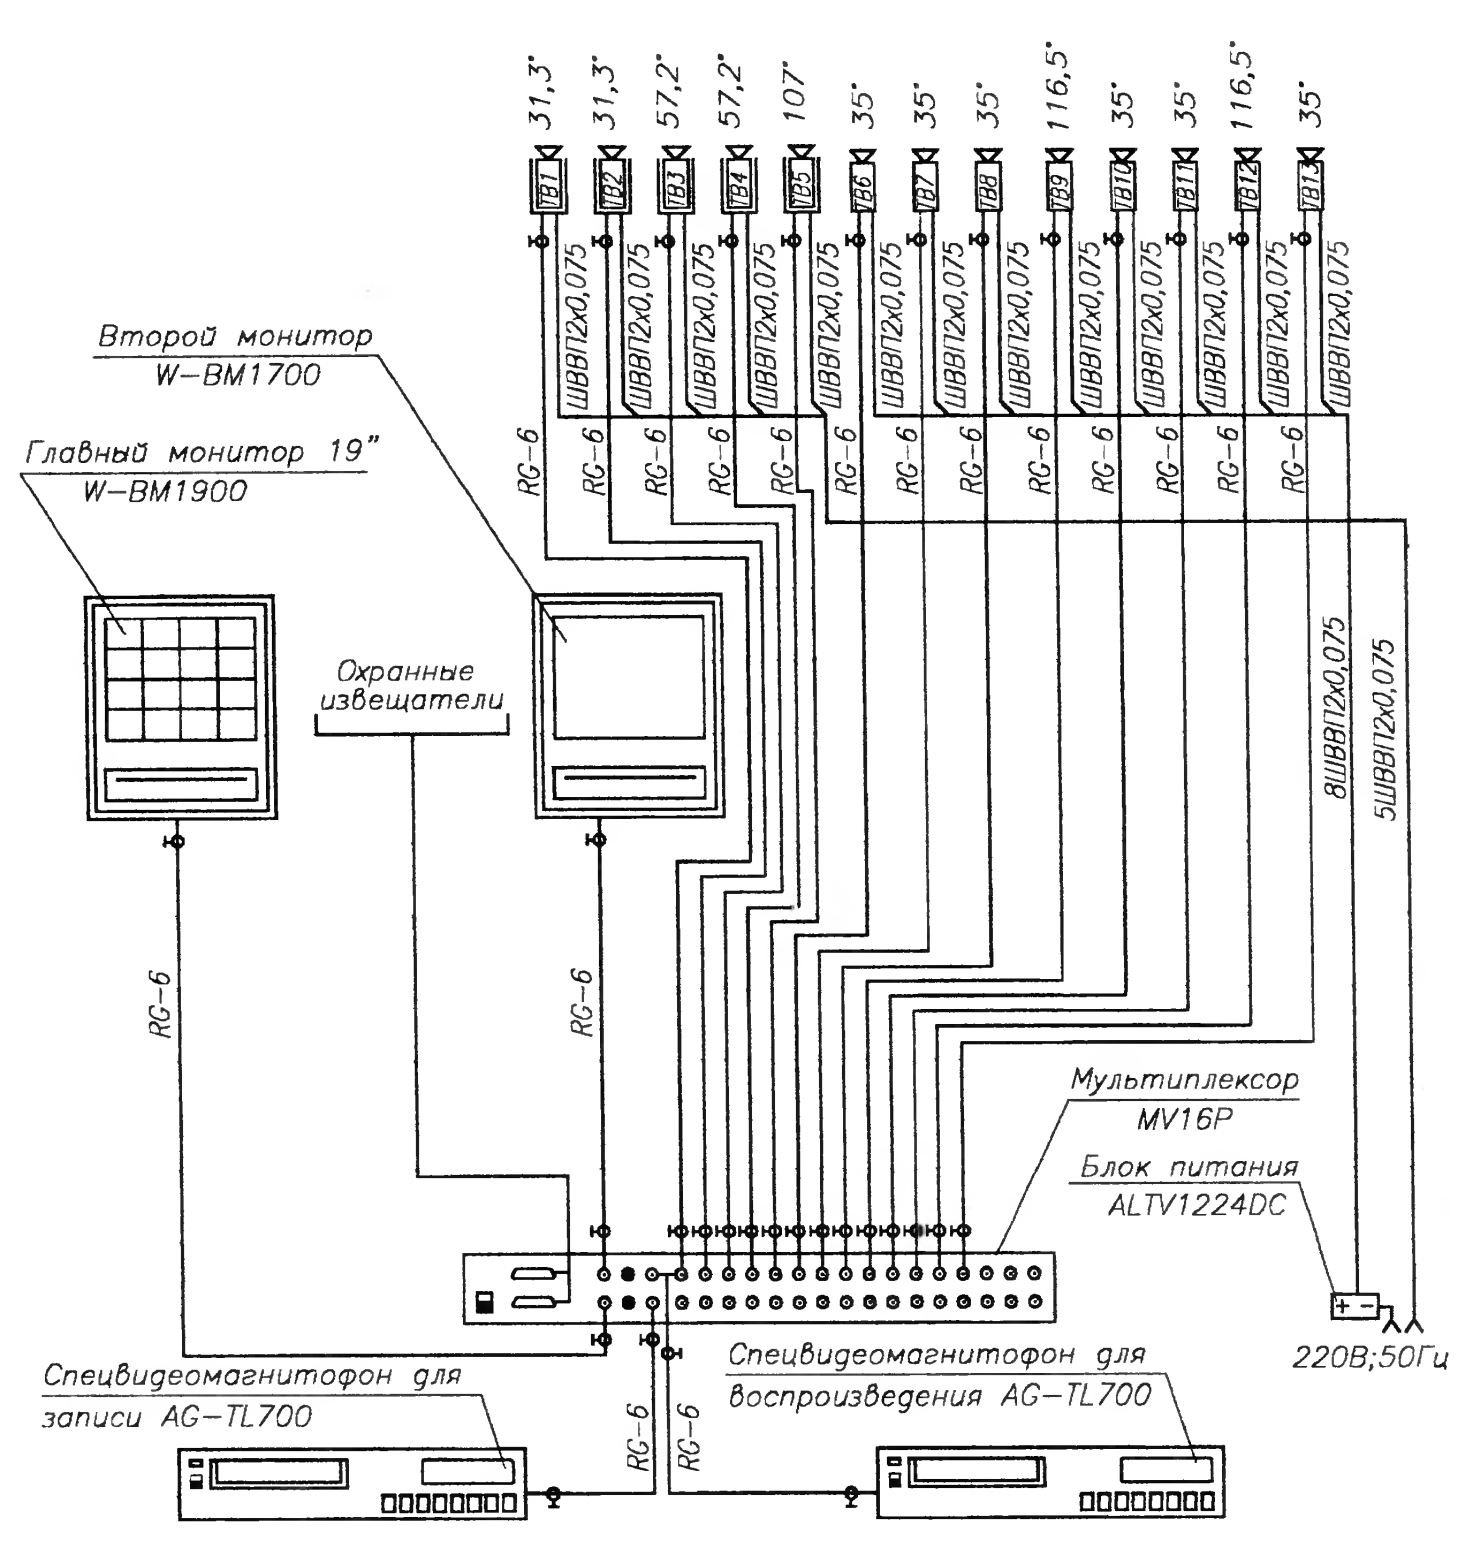 31,3°
31,3°
57,2°
57,2°
107°
35°
35°
35°
116,5°
35°
35°
116,5°
35°
ТВ1
ТВ2
ТВ3
ТВ4
ТВ5
ТВ6
ТВ7
ТВ8
ТВ9
ТВ10
ТВ11
ТВ12
ТВ13
ШВВП2х0,075
ШВВП2х0,075
ШВВП2х0,075
ШВВП2х0,075
ШВВП2х0,075
ШВВП2х0,075
ШВВП2х0,075
ШВВП2х0,075
ШВВП2х0,075
ШВВП2х0,075
ШВВП2х0,075
ШВВП2х0,075
ШВВП2х0,075
RG-6
RG-6
RG-6
RG-6
RG-6
RG-6
RG-6
RG-6
RG-6
RG-6
RG-6
RG-6
RG-6
Второй монитор
W-BM1700
Главный монитор 19"
W-BM1900
Охранные
извещатели
8ШВВП2х0,075
5ШВВП2х0,075
RG-6
RG-6
Мультиплексор
MV16P
Блок питания
ALTV1224DC
+ -
220В;50Гц
Спецвидеомагнитофон для
записи AG-TL700
Спецвидеомагнитофон для
воспроизведения AG-TL700
RG-6
RG-6